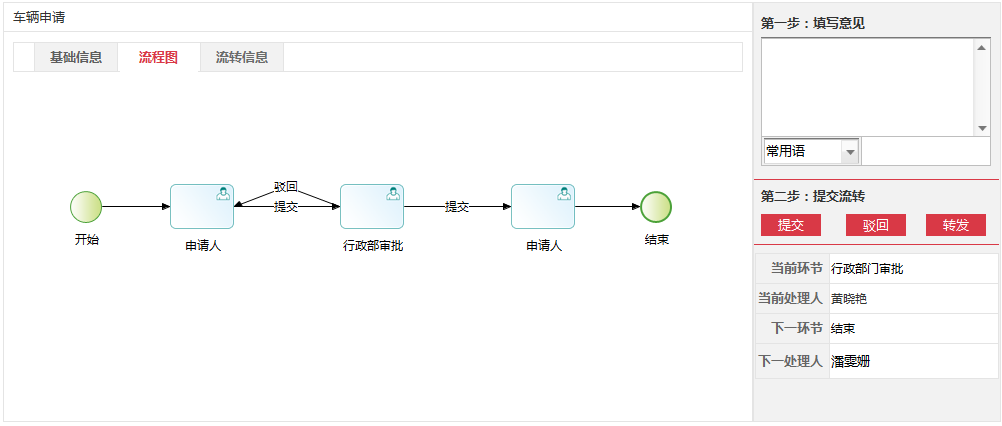 车辆申请
基础信息
流程图
流转信息
驳回
提交
提交
开始
申请人
行政部审批
申请人
结束
第一步：填写意见
常用语
第二步：提交流转
提交
驳回
转发
当前环节
行政部门审批
当前处理人
黄晓艳
下一环节
结束
下一处理人
潘雯姗